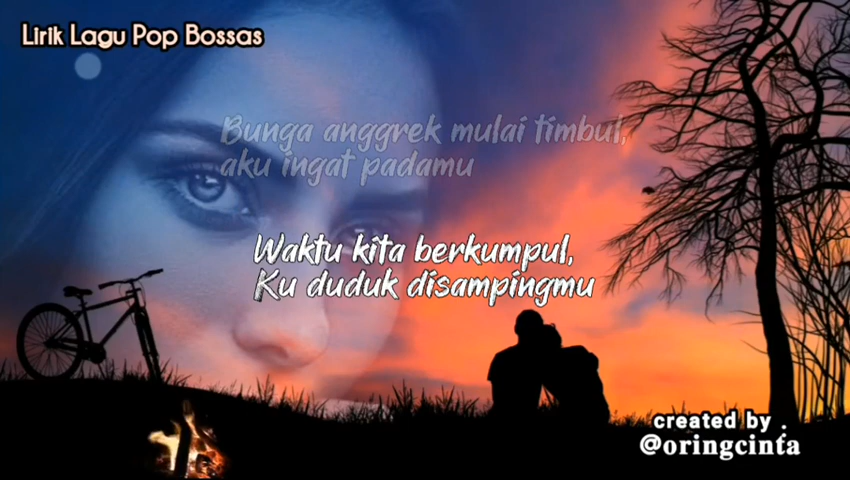 Lirik Lagu Pop Bossas
Bunga anggrek mulai timbul,
aku ingat padamu
Waktu kita berkumpul,
Ku duduk disampingmu
created by .
@oringcinta